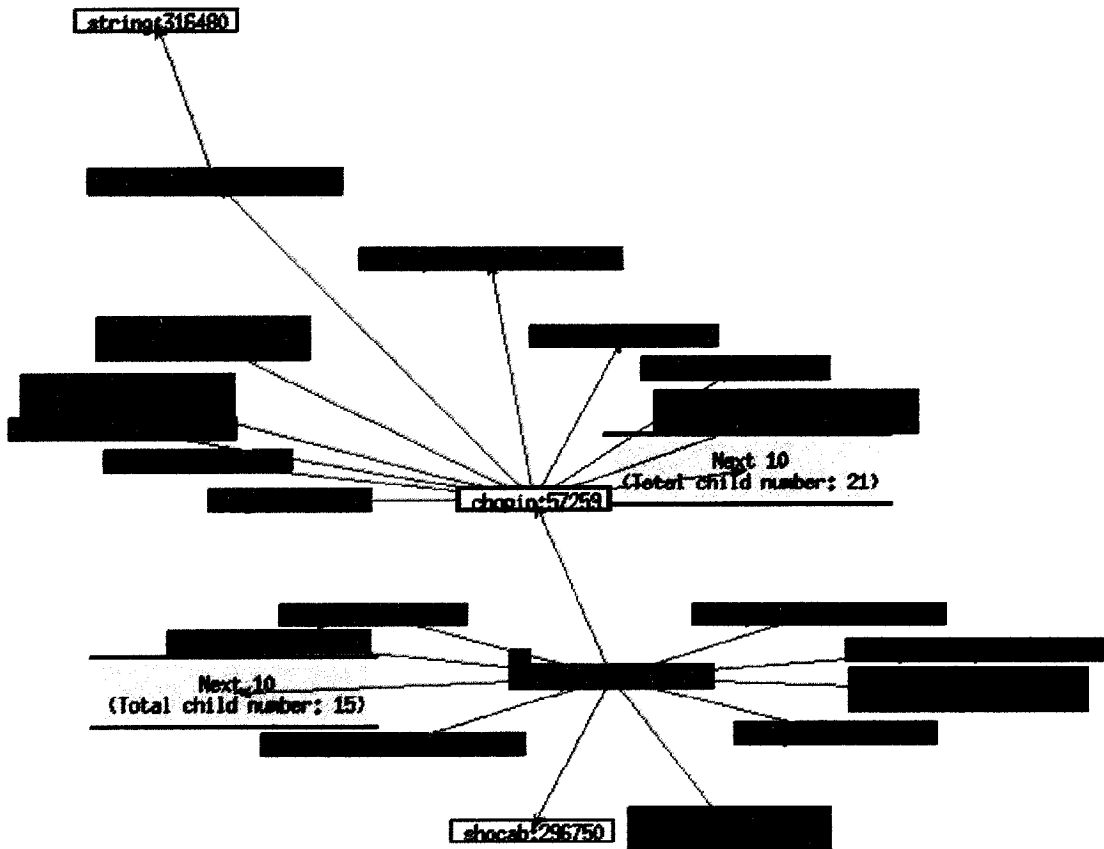 string:316480
Next 10
(Total child number: 21)
chopin:57259
Next 10
(Total child number: 15)
shocab:296750